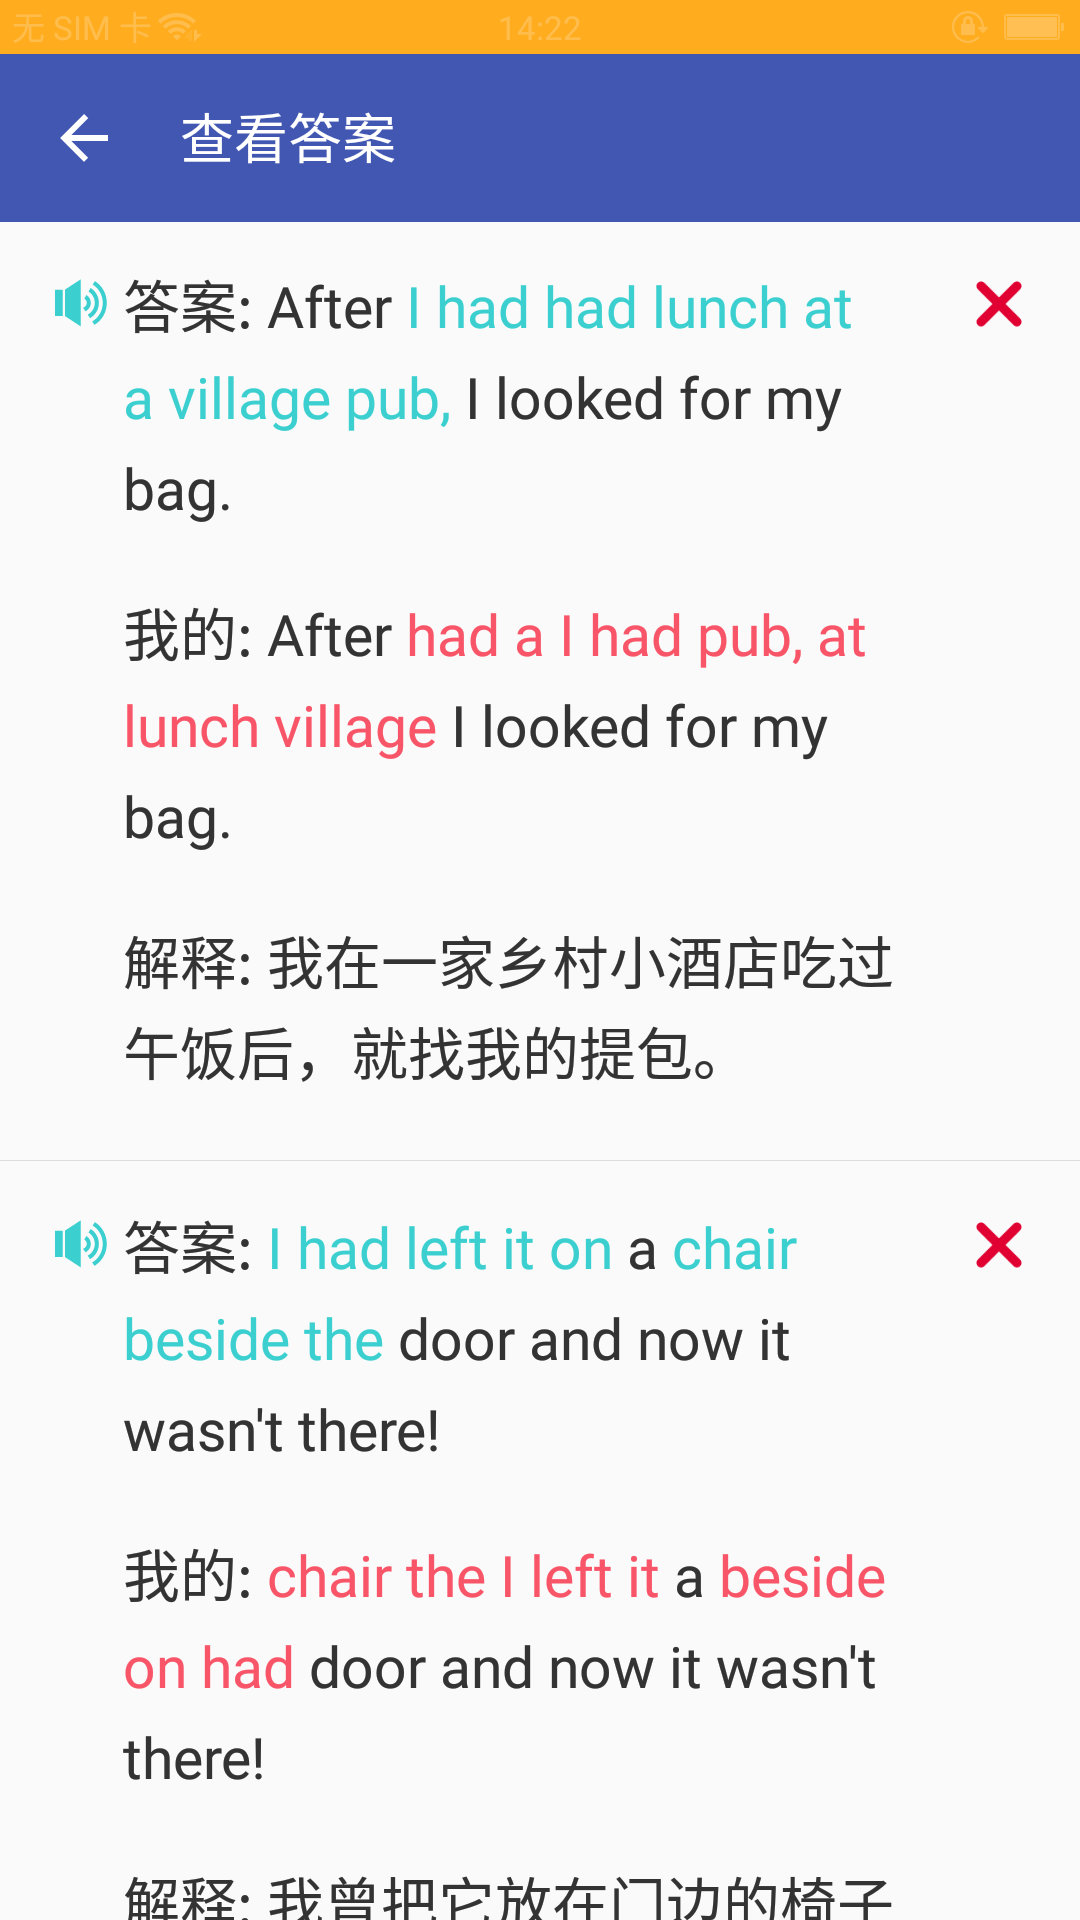 无 SIM 卡
14:22
查看答案
答案: After I had had lunch at
a village pub, I looked for my
bag.
我的: After had a I had pub, at
lunch village I looked for my
bag.
解释: 我在一家乡村小酒店吃过
午饭后，就找我的提包。
答案: I had left it on a chair
beside the door and now it
wasn't there!
我的: chair the I left it a beside
on had door and now it wasn't
there!
解释: 我曾把它放在门边的椅子